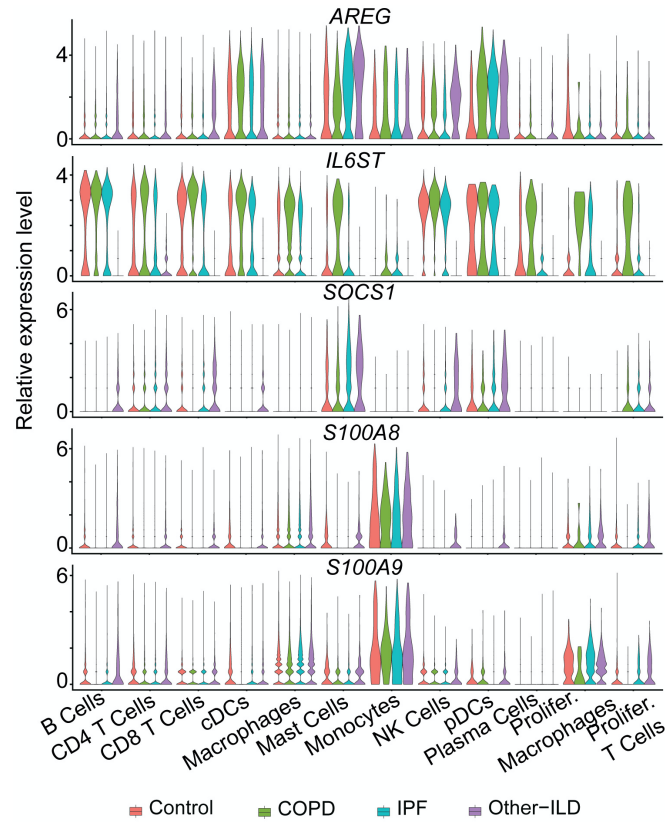 AREG
4
0
IL6ST
4
0
SOCS1
6
0
S100A8
6
0
S100A9
6
0
Relative expression level
B Cells
CD4 T Cells
CD8 T Cells
cDCs
Macrophages
Mast Cells
Monocytes
NK Cells
pDCs
Plasma Cells
Prolifer.
Macrophages
Prolifer.
T Cells
Control COPD IPF Other−ILD